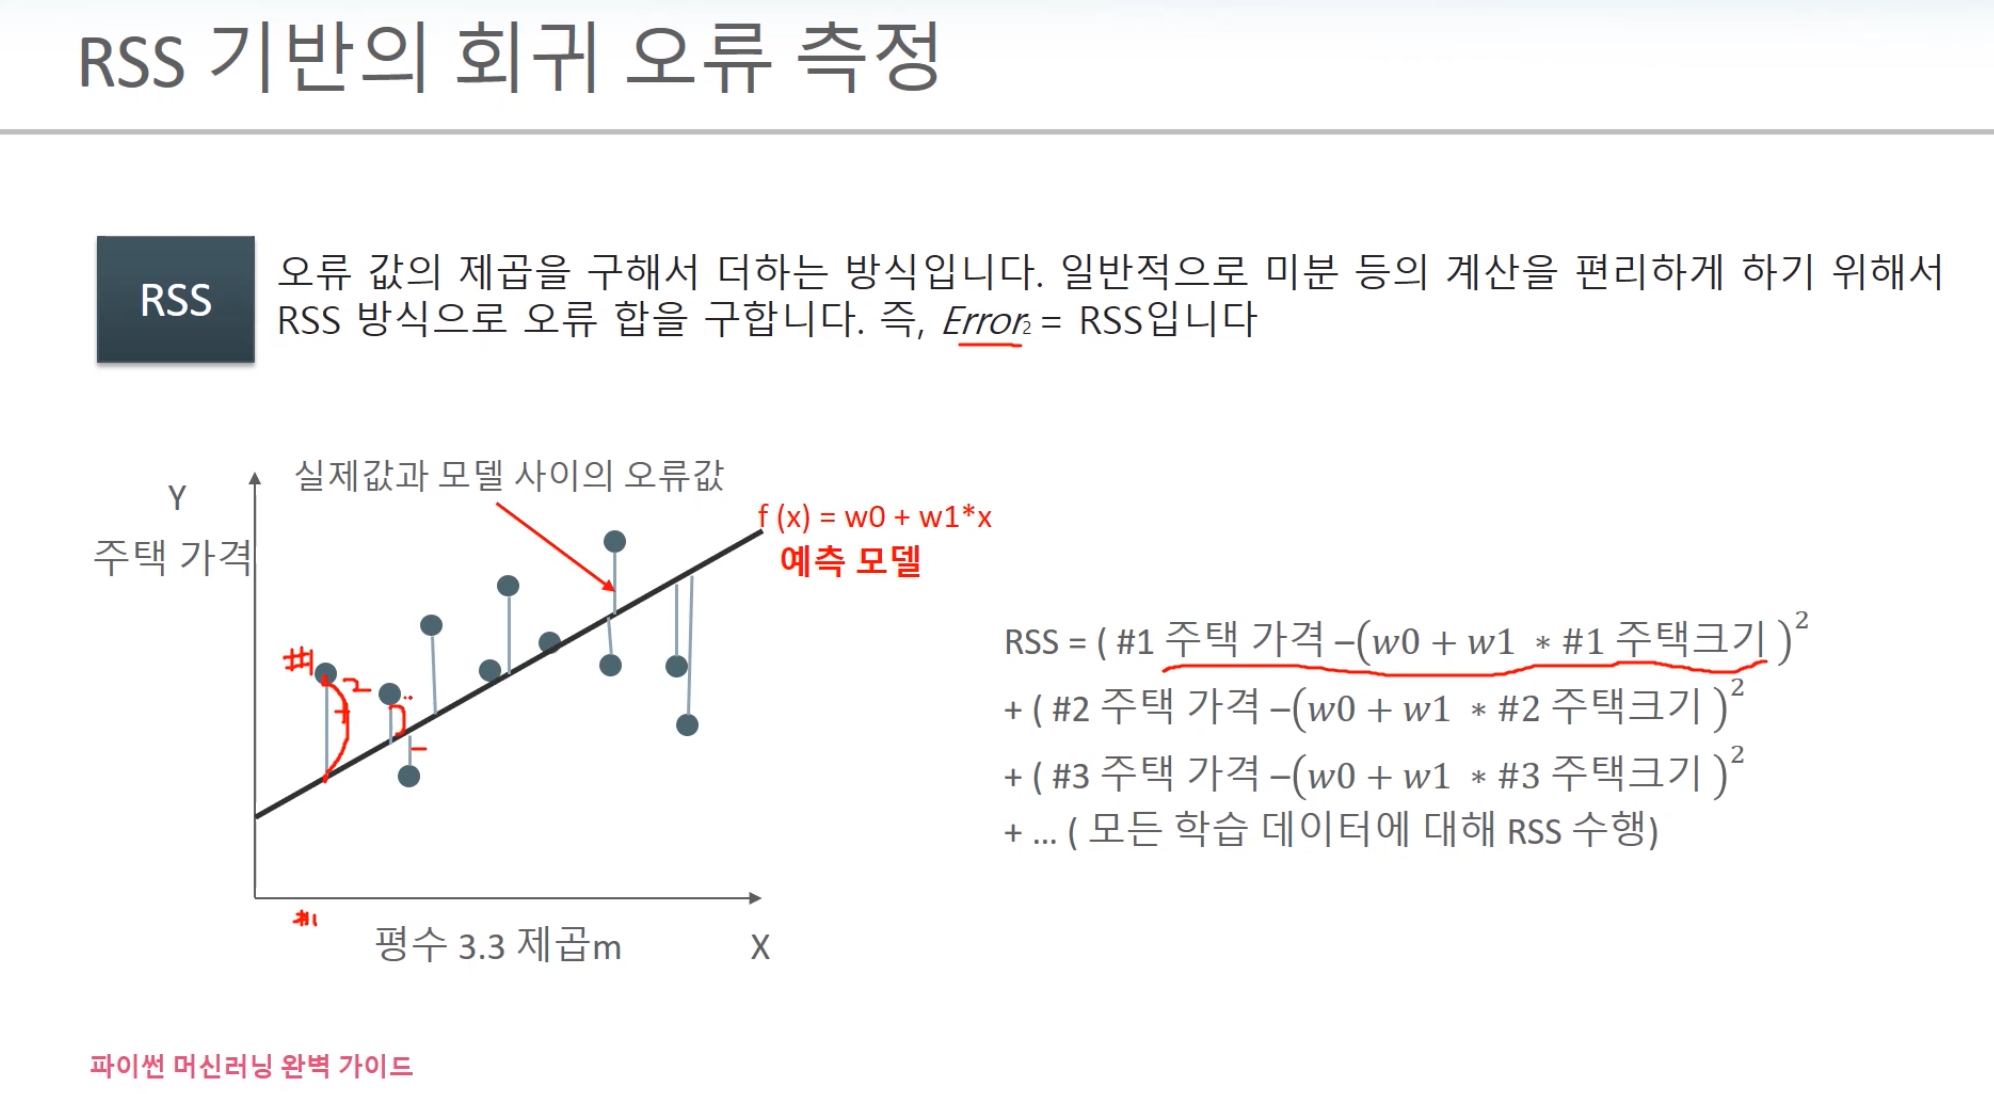 RSS 기반의 회귀 오류 측정
RSS
오류 값의 제곱을 구해서 더하는 방식입니다. 일반적으로 미분 등의 계산을 편리하게 하기 위해서
RSS 방식으로 오류 합을 구합니다. 즉, Error₂ = RSS입니다
Y
주택 가격
실제값과 모델 사이의 오류값
f (x) = w0 + w1*x
예측 모델
#1
+
-
#1
평수 3.3 제곱m
X
RSS = ( #1 주택 가격 –(w0 + w1 * #1 주택크기 )²
+ ( #2 주택 가격 –(w0 + w1 * #2 주택크기 )²
+ ( #3 주택 가격 –(w0 + w1 * #3 주택크기 )²
+ ... ( 모든 학습 데이터에 대해 RSS 수행)
파이썬 머신러닝 완벽 가이드